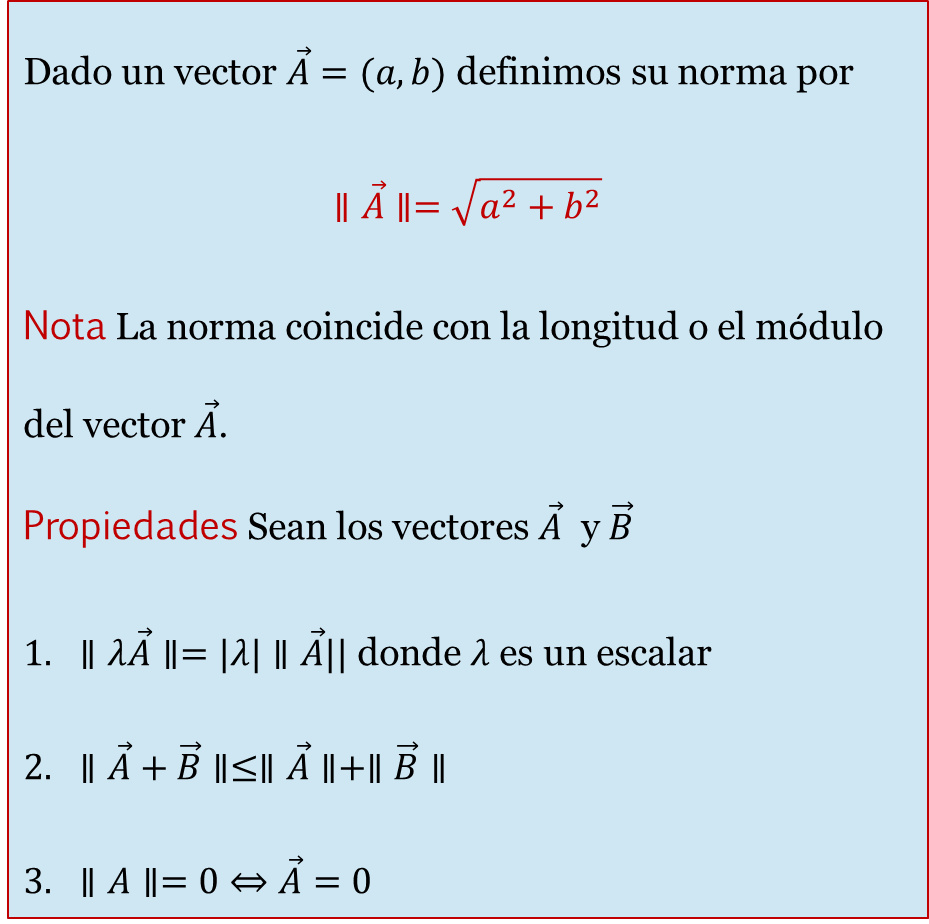 Dado un vector \(\vec{A} = (a, b)\) definimos su norma por
\(\| \vec{A} \| = \sqrt{a^2 + b^2}\)
Nota La norma coincide con la longitud o el módulo
del vector \(\vec{A}\).
Propiedades Sean los vectores \(\vec{A}\) y \(\vec{B}\)
1. \(\| \lambda \vec{A} \| = |\lambda| \| \vec{A} ||\) donde \(\lambda\) es un escalar
2. \(\| \vec{A} + \vec{B} \| \leq \| \vec{A} \| + \| \vec{B} \|\)
3. \(\| A \| = 0 \Leftrightarrow \vec{A} = 0\)